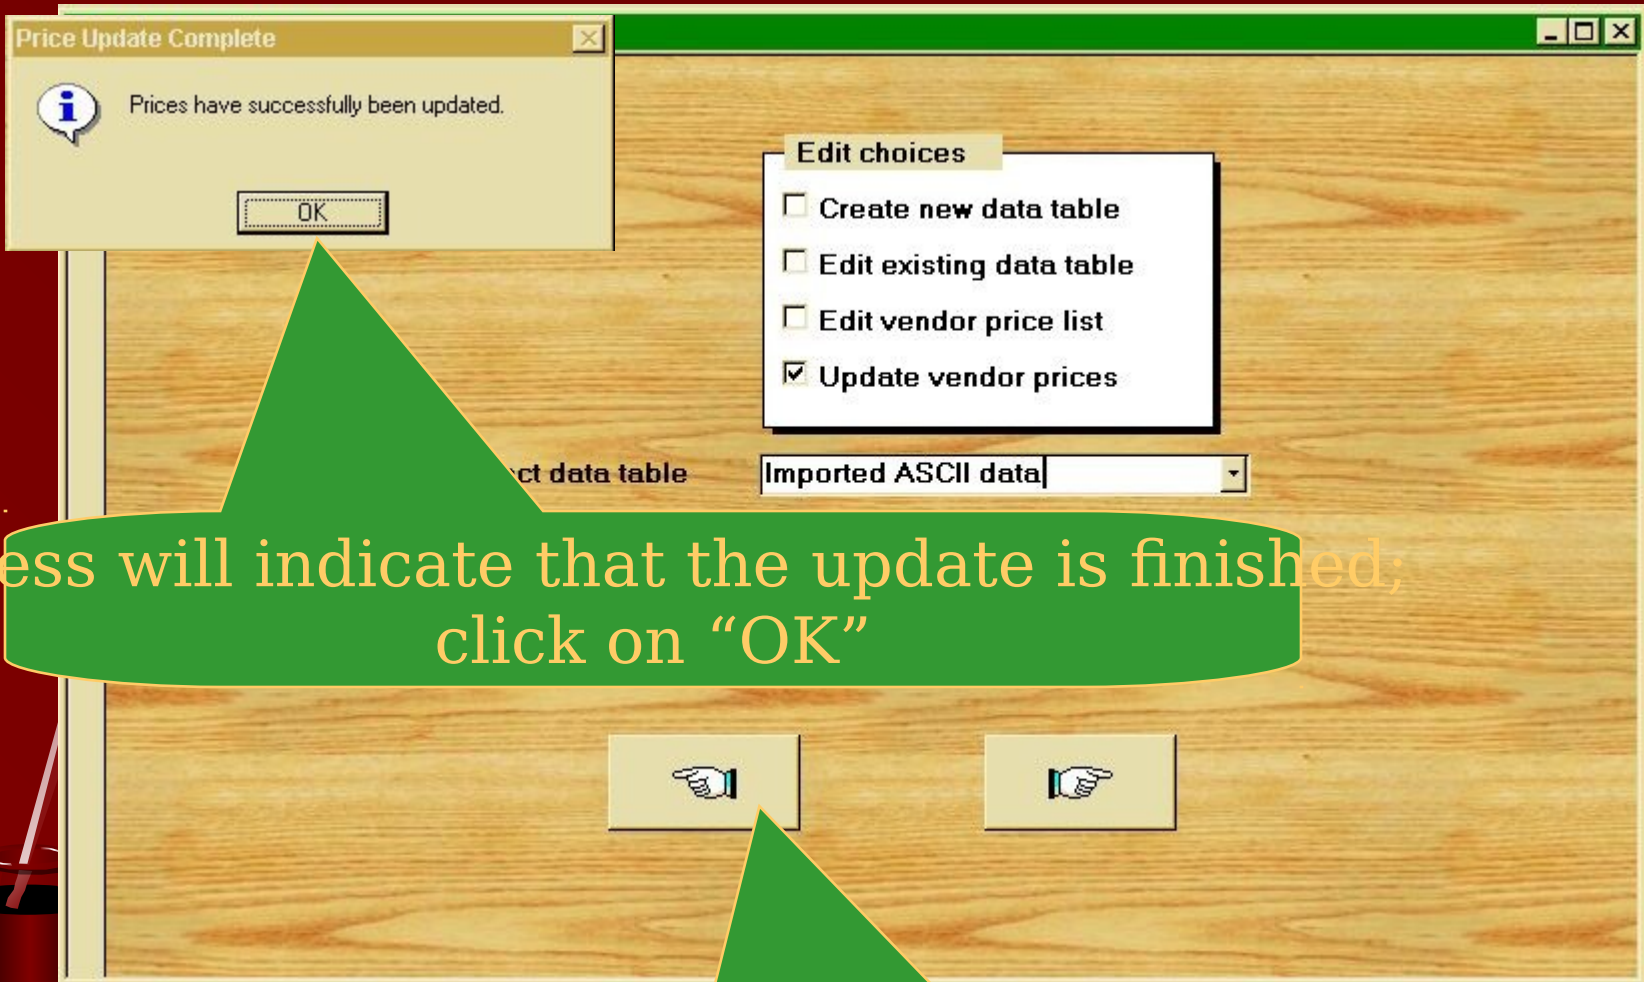 Price Update Complete
Prices have successfully been updated.
OK
Edit choices
Create new data table
Edit existing data table
Edit vendor price list
Update vendor prices
data table
Imported ASCII data
will indicate that the update is finished;
click on “OK”